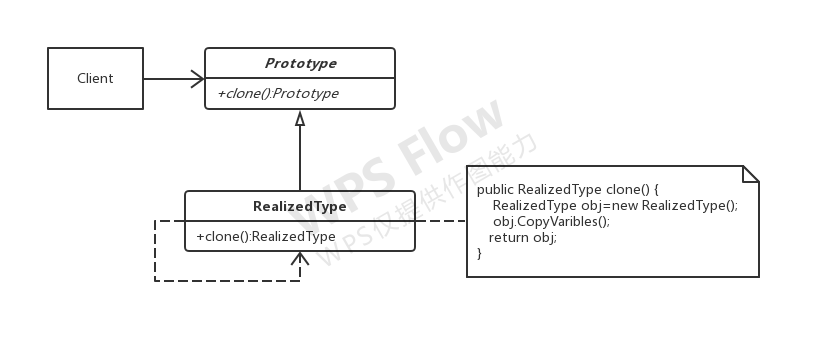 Prototype
Client
+clone():Prototype
WPS Flow
WPS仅提供作图能力
public RealizedType clone() {
RealizedType
RealizedType obj=new RealizedType();
obj.CopyVaribles();
+clone():RealizedType
return obj;
}